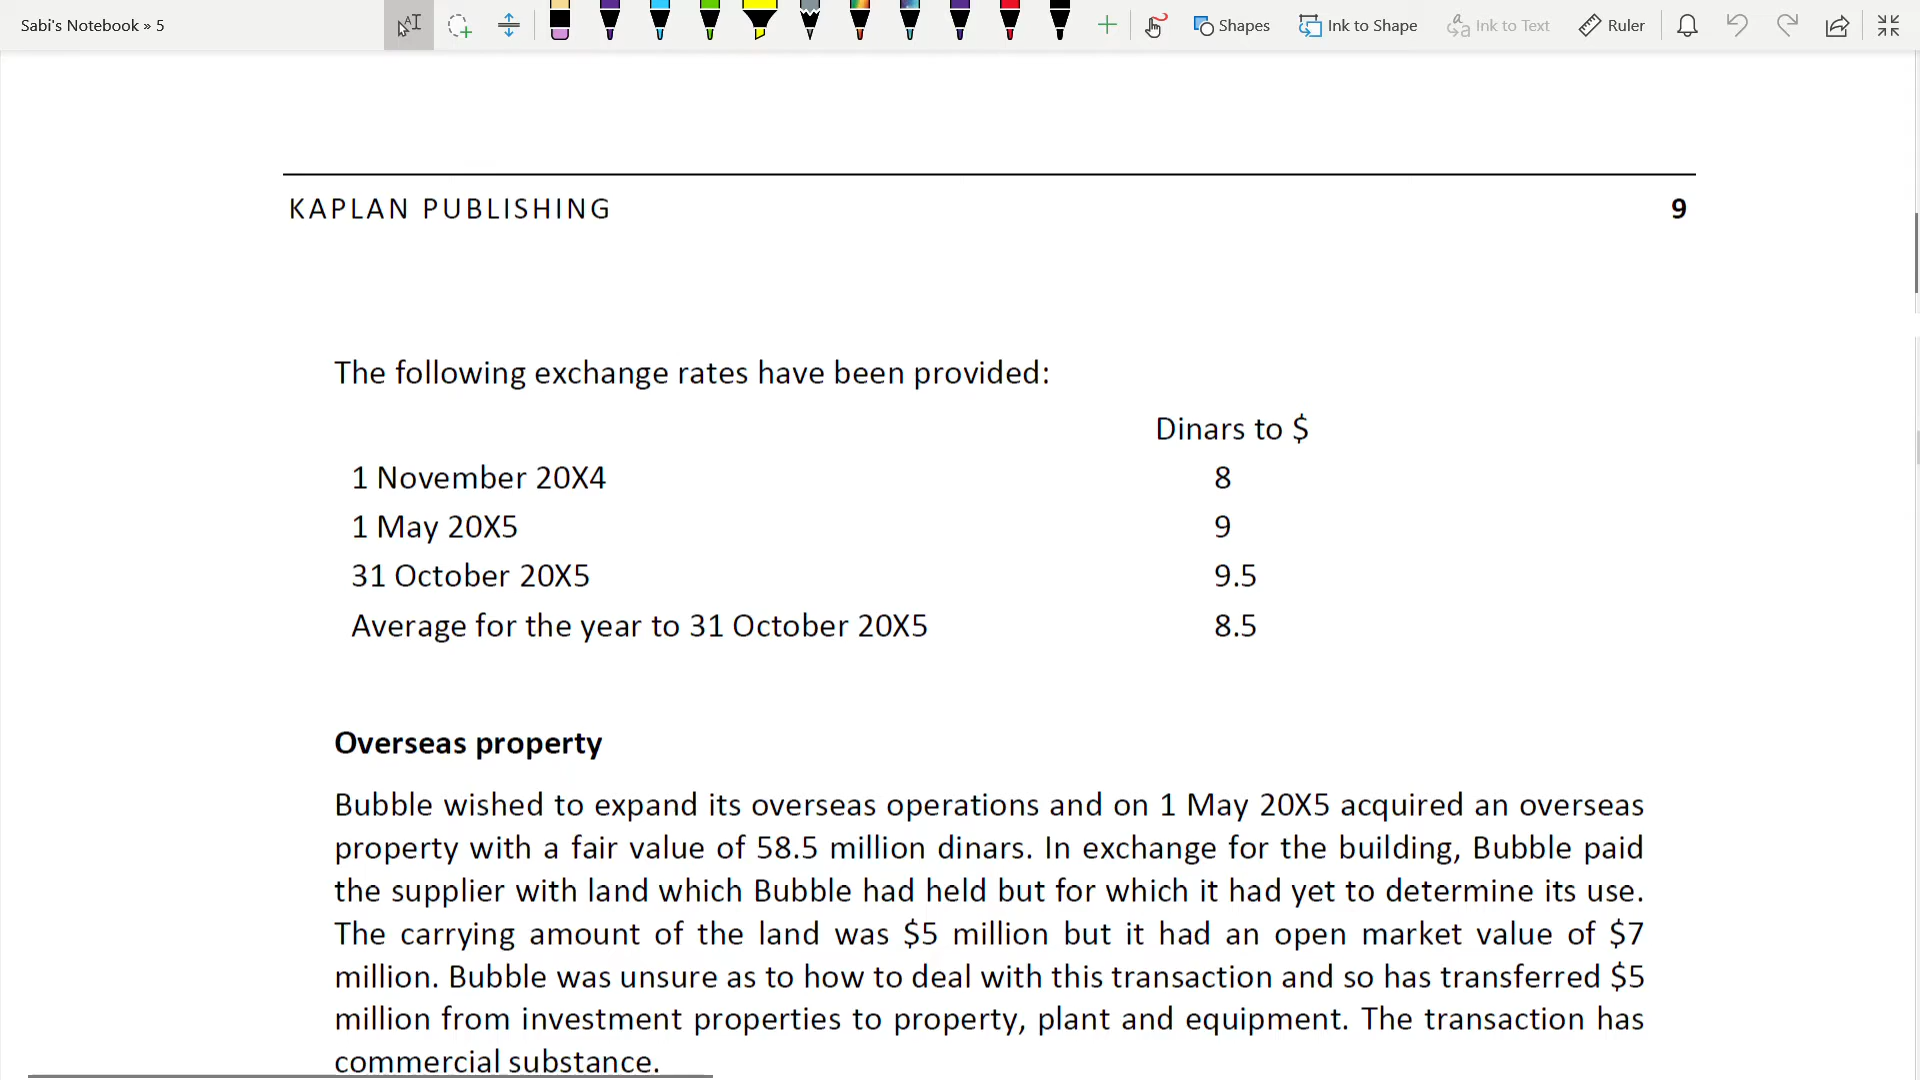 Sabi's Notebook » 5
Shapes
Ink to Shape
Ink to Text
Ruler
KAPLAN PUBLISHING 9
The following exchange rates have been provided:
Dinars to $
1 November 20X4 8
1 May 20X5 9
31 October 20X5 9.5
Average for the year to 31 October 20X5 8.5
Overseas property
Bubble wished to expand its overseas operations and on 1 May 20X5 acquired an overseas
property with a fair value of 58.5 million dinars. In exchange for the building, Bubble paid
the supplier with land which Bubble had held but for which it had yet to determine its use.
The carrying amount of the land was $5 million but it had an open market value of $7
million. Bubble was unsure as to how to deal with this transaction and so has transferred $5
million from investment properties to property, plant and equipment. The transaction has
commercial substance.